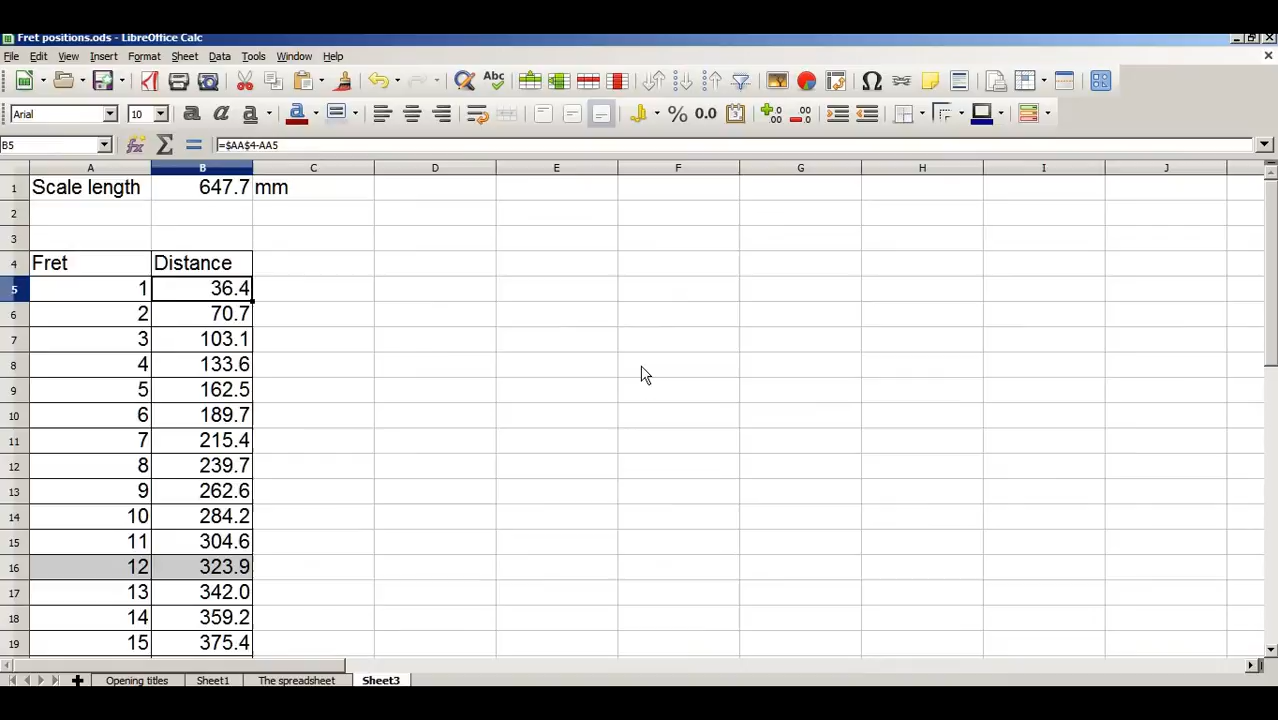 Fret positions.ods - LibreOffice Calc
File Edit View Insert Format Sheet Data Tools Window Help
Abc
Arial 10 a a a a % 0.0
B5 =$AA$4-AA5
A B C D E F G H I J
1 Scale length 647.7 mm
2
3
4 Fret Distance
5 1 36.4
6 2 70.7
7 3 103.1
8 4 133.6
9 5 162.5
10 6 189.7
11 7 215.4
12 8 239.7
13 9 262.6
14 10 284.2
15 11 304.6
16 12 323.9
17 13 342.0
18 14 359.2
19 15 375.4
Opening titles Sheet1 The spreadsheet Sheet3